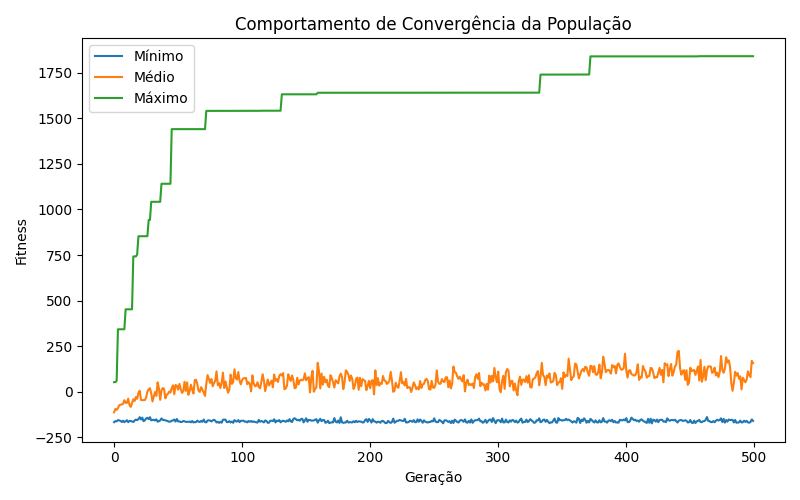 Comportamento de Convergência da População
Mínimo
Médio
Máximo
1750
1500
1250
1000
750
500
250
0
−250
Fitness
0 100 200 300 400 500
Geração